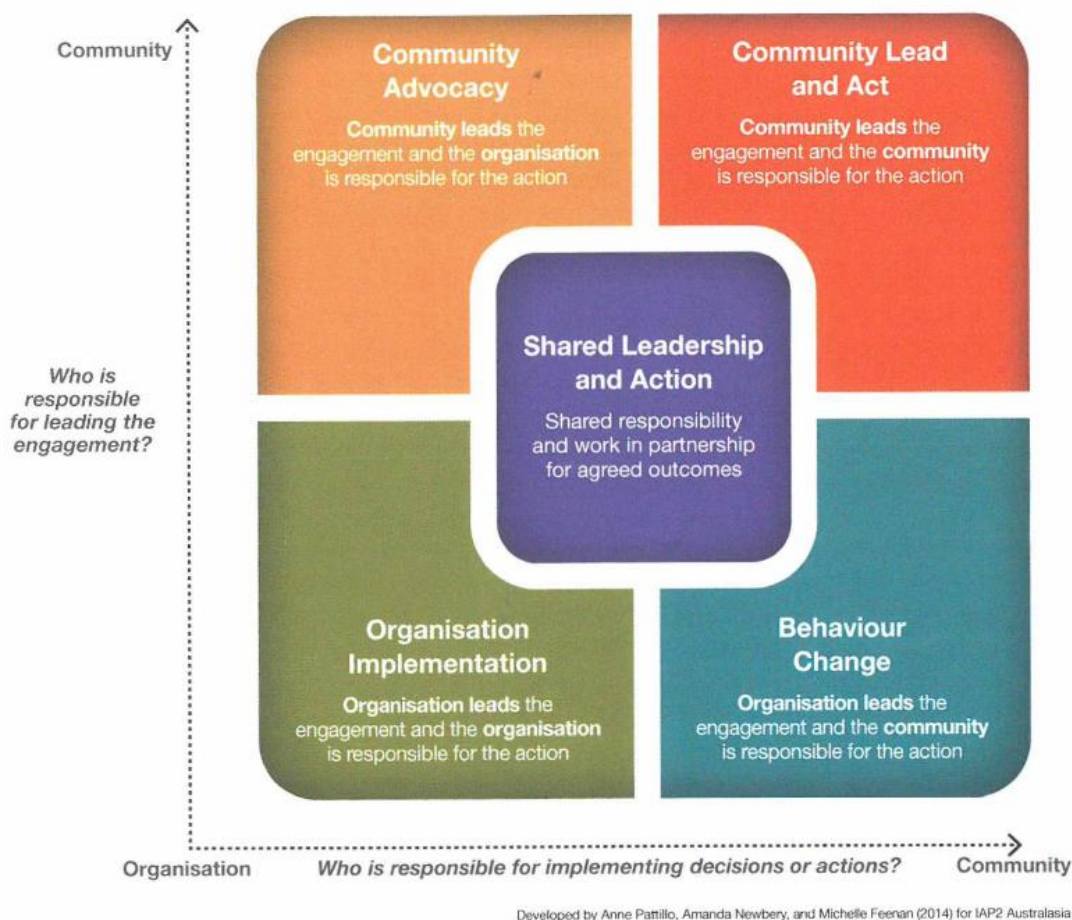 Community
Community
Advocacy
Community leads the
engagement and the organisation
is responsible for the action
Community Lead
and Act
Community leads the
engagement and the community
is responsible for the action
Who is
responsible
for leading the
engagement?
Shared Leadership
and Action
Shared responsibility
and work in partnership
for agreed outcomes
Organisation
Implementation
Organisation leads the
engagement and the organisation
is responsible for the action
Behaviour
Change
Organisation leads the
engagement and the community
is responsible for the action
Organisation
Who is responsible for implementing decisions or actions?
Community
Developed by Anne Pattillo, Amanda Newbery, and Michelle Feenan (2014) for IAP2 Australasia